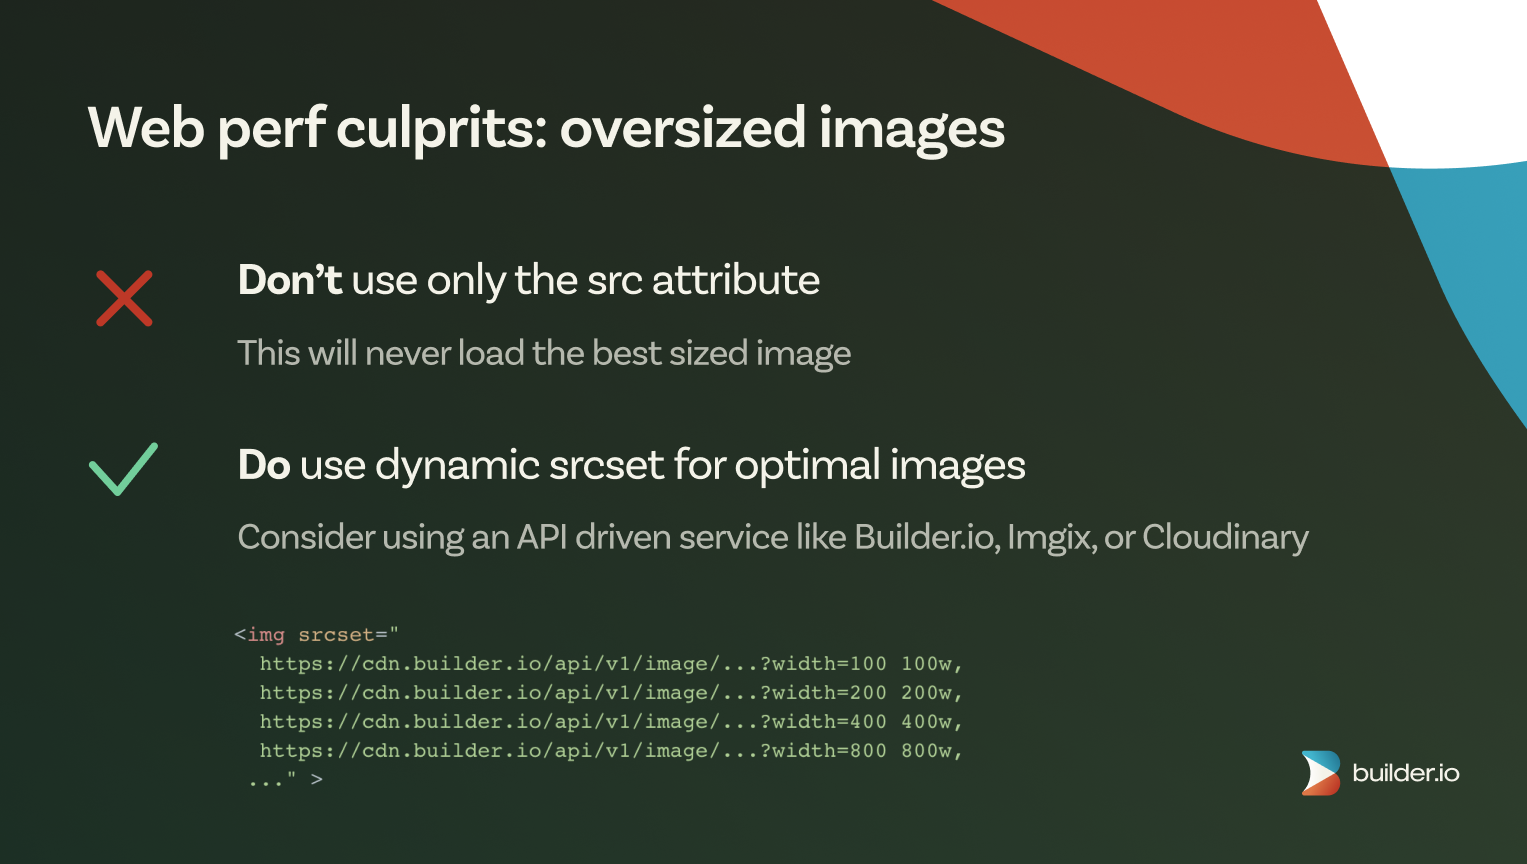 Web perf culprits: oversized images
Don’t use only the src attribute
This will never load the best sized image
Do use dynamic srcset for optimal images
Consider using an API driven service like Builder.io, Imgix, or Cloudinary
<img srcset="
https://cdn.builder.io/api/v1/image/...?width=100 100w,
https://cdn.builder.io/api/v1/image/...?width=200 200w,
https://cdn.builder.io/api/v1/image/...?width=400 400w,
https://cdn.builder.io/api/v1/image/...?width=800 800w,
..." >
builder.io